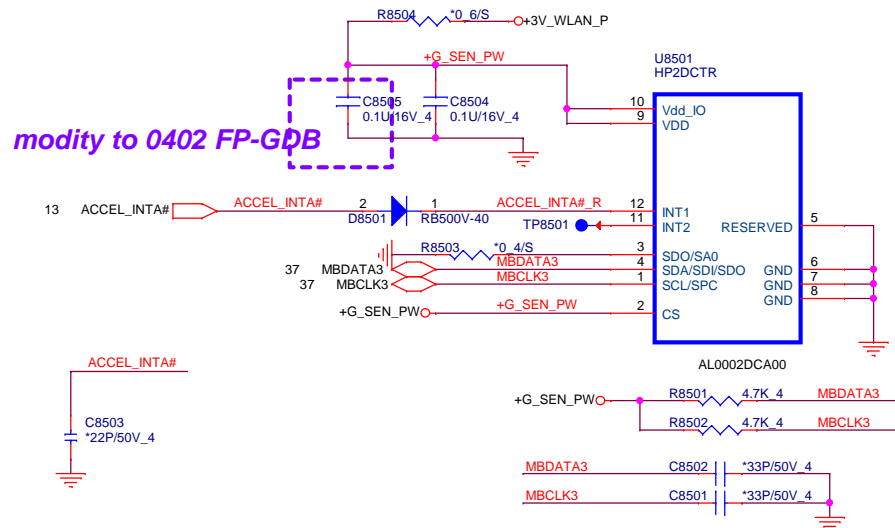 R8504 *0_6/S +3V_WLAN_P
+G_SEN_PW
U8501
HP2DCTR
C8505 C8504
0.1U/16V_4 0.1U/16V_4
modity to 0402 FP-GDB
10 Vdd_IO
9 VDD
13 ACCEL_INTA# ACCEL_INTA# 2 1 ACCEL_INTA#_R 12 INT1
D8501 RB500V-40
TP8501 11 INT2 RESERVED 5
R8503 *0_4/S 3 SDO/SA0
37 MBDATA3 MBDATA3 4 SDA/SDI/SDO GND 6
37 MBCLK3 MBCLK3 1 SCL/SPC GND 7
GND 8
+G_SEN_PW +G_SEN_PW 2 CS
AL0002DCA00
ACCEL_INTA#
C8503
*22P/50V_4
+G_SEN_PW R8501 4.7K_4 MBDATA3
R8502 4.7K_4 MBCLK3
MBDATA3 C8502 *33P/50V_4
MBCLK3 C8501 *33P/50V_4